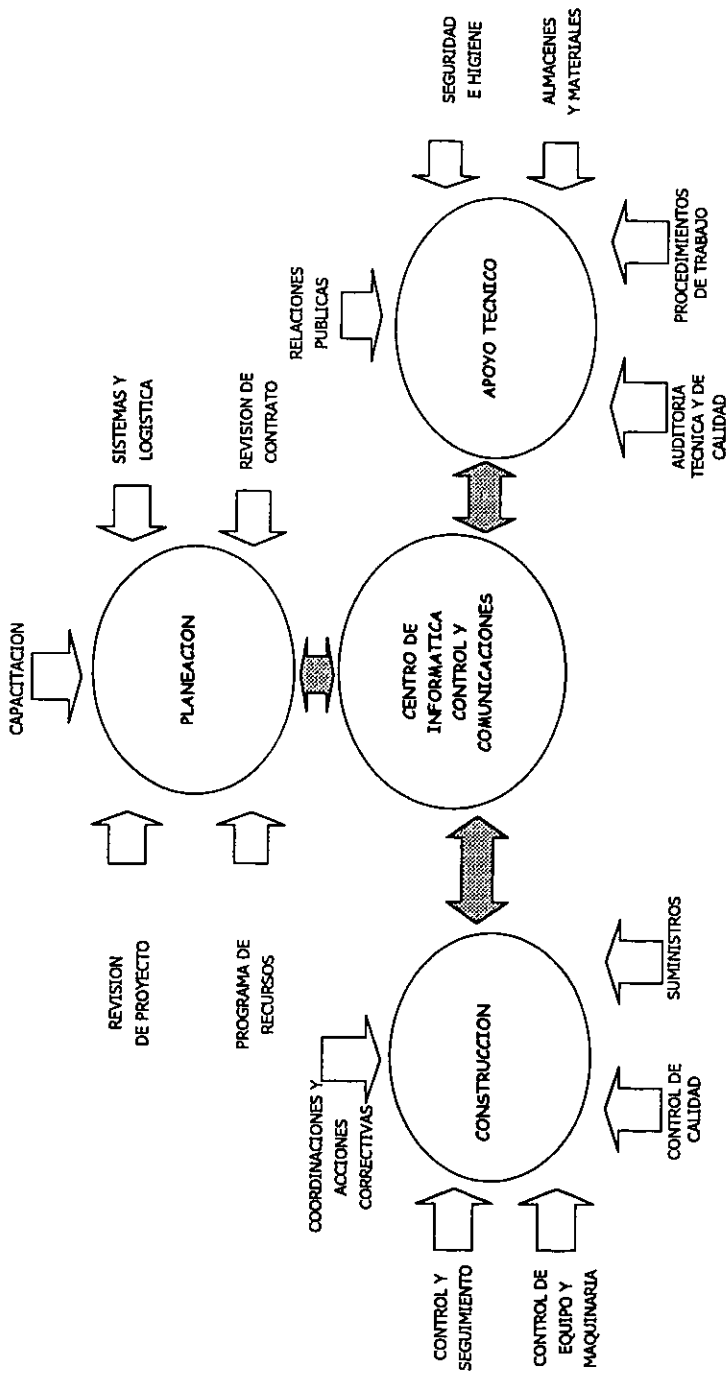 CAPACITACION
REVISION
DE PROYECTO
SISTEMAS Y
LOGISTICA
PROGRAMA DE
RECURSOS
REVISION DE
CONTRATO
PLANEACION
COORDINACIONES Y
ACCIONES
CORRECTIVAS
CONTROL Y
SEGUIMIENTO
CONTROL DE
EQUIPO Y
MAQUINARIA
CONSTRUCCION
CONTROL DE
CALIDAD
SUMINISTROS
CENTRO DE
INFORMATICA
CONTROL Y
COMUNICACIONES
RELACIONES
PUBLICAS
SEGURIDAD
E HIGIENE
ALMACENES
Y MATERIALES
APOYO TECNICO
AUDITORIA
TECNICA Y DE
CALIDAD
PROCEDIMIENTOS
DE TRABAJO